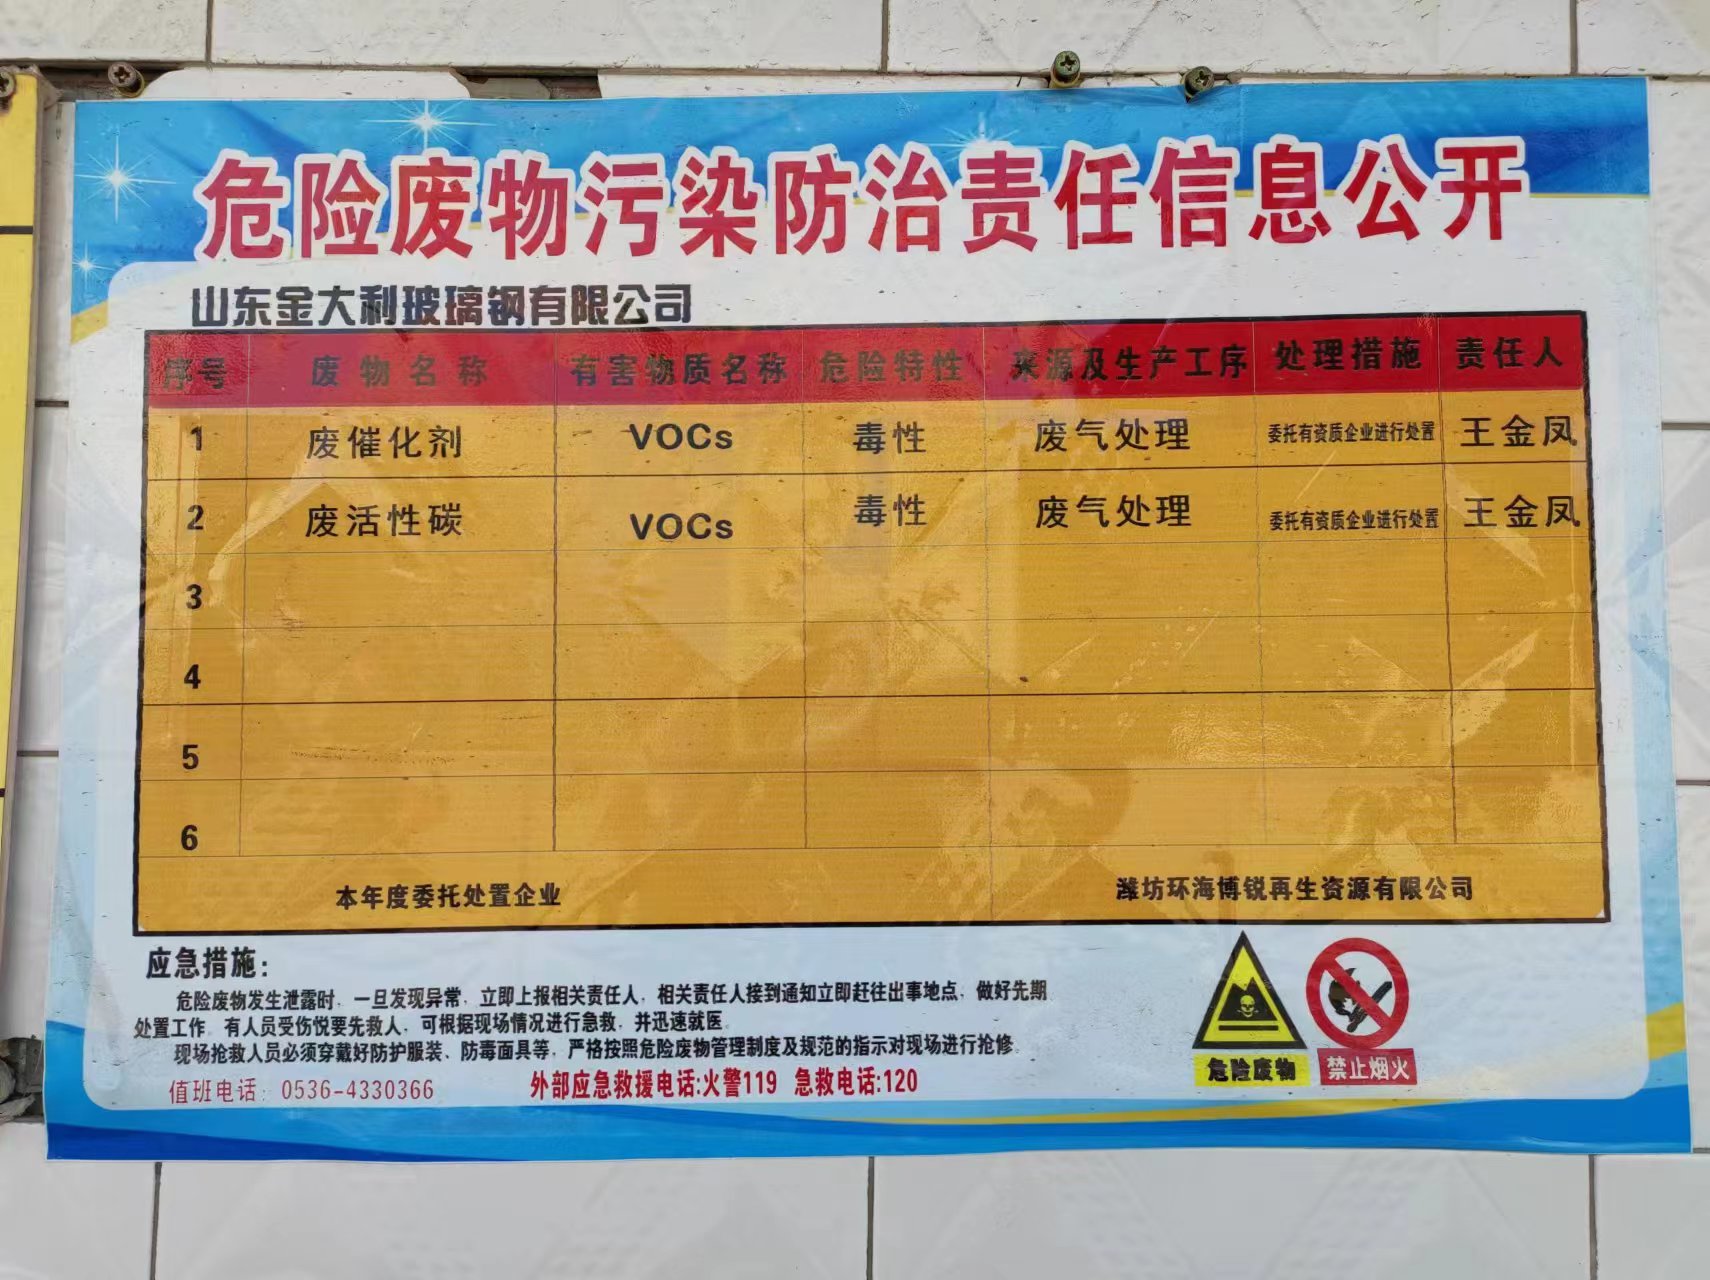 危险废物污染防治责任信息公开
山东金大利玻璃钢有限公司
序号 废物名称 有害物质名称 危险特性 来源及生产工序 处理措施 责任人
1 废催化剂 VOCs 毒性 废气处理 委托有资质企业进行处置 王金凤
2 废活性碳 VOCs 毒性 废气处理 委托有资质企业进行处置 王金凤
3
4
5
6
本年度委托处置企业 潍坊环海博锐再生资源有限公司
应急措施：
危险废物发生泄露时，一旦发现异常，立即上报相关责任人，相关责任人接到通知立即赶往出事地点，做好先期
处置工作。有人员受伤悦要先救人，可根据现场情况进行急救，并迅速就医。
现场抢救人员必须穿戴好防护服装、防毒面具等，严格按照危险废物管理制度及规范的指示对现场进行抢修。
值班电话：0536-4330366 外部应急救援电话:火警119 急救电话:120
危险废物 禁止烟火